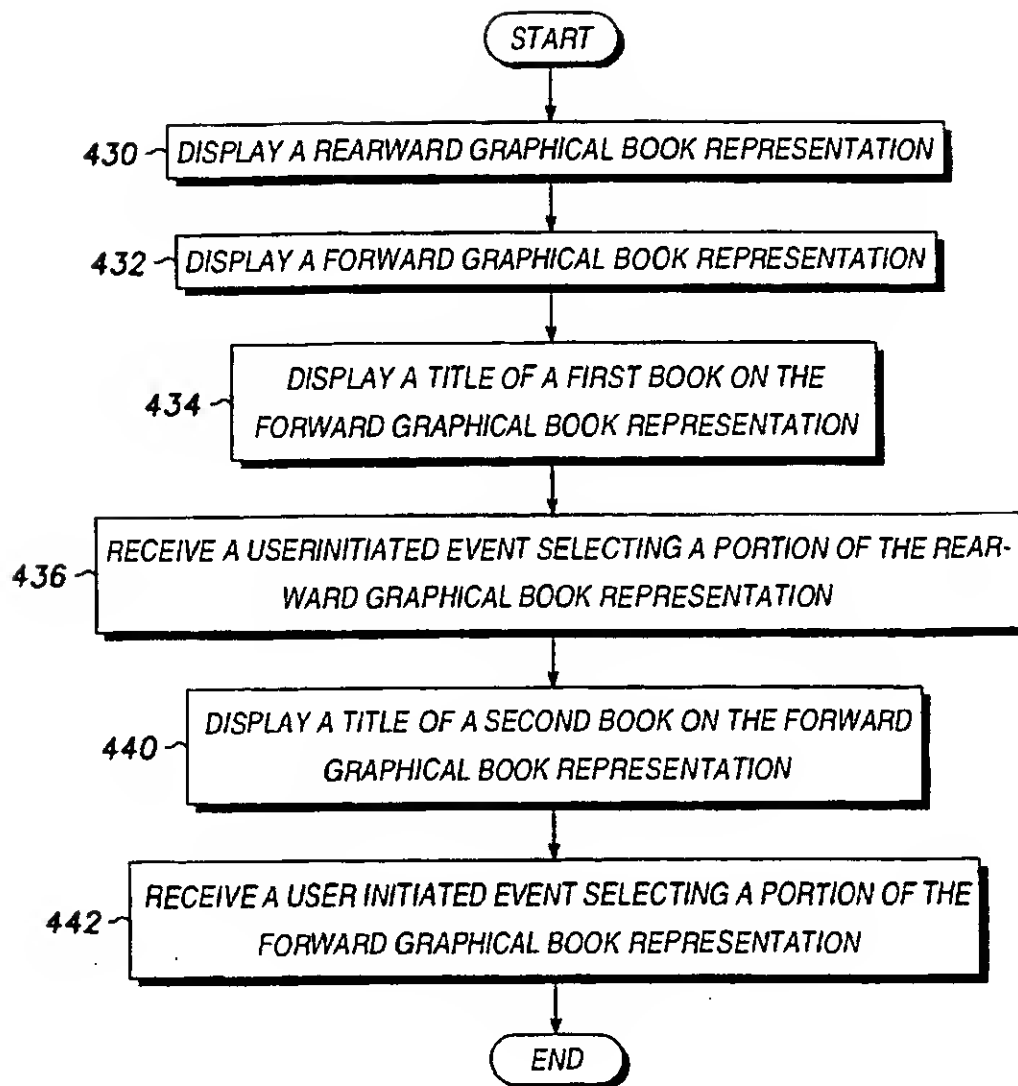 START
430 DISPLAY A REARWARD GRAPHICAL BOOK REPRESENTATION
432 DISPLAY A FORWARD GRAPHICAL BOOK REPRESENTATION
DISPLAY A TITLE OF A FIRST BOOK ON THE
434 FORWARD GRAPHICAL BOOK REPRESENTATION
RECEIVE A USERINITIATED EVENT SELECTING A PORTION OF THE REAR-
436 WARD GRAPHICAL BOOK REPRESENTATION
DISPLAY A TITLE OF A SECOND BOOK ON THE FORWARD
440 GRAPHICAL BOOK REPRESENTATION
RECEIVE A USER INITIATED EVENT SELECTING A PORTION OF THE
442 FORWARD GRAPHICAL BOOK REPRESENTATION
END